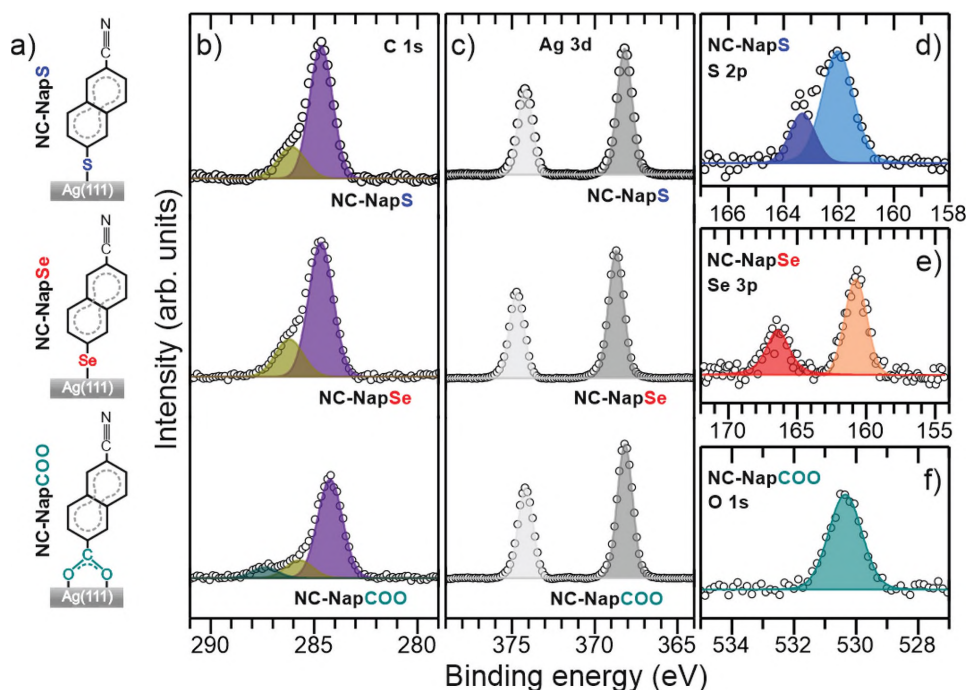 a)
NC-NapS
N
C
S
Ag(111)
NC-NapSe
N
C
Se
Ag(111)
NC-NapCOO
N
C
C
O O
Ag(111)
Intensity (arb. units)
b)
C 1s
NC-NapS
NC-NapSe
NC-NapCOO
290 285 280
c)
Ag 3d
NC-NapS
NC-NapSe
NC-NapCOO
375 370 365
d)
NC-NapS
S 2p
166 164 162 160 158
e)
NC-NapSe
Se 3p
170 165 160 155
f)
NC-NapCOO
O 1s
534 532 530 528
Binding energy (eV)